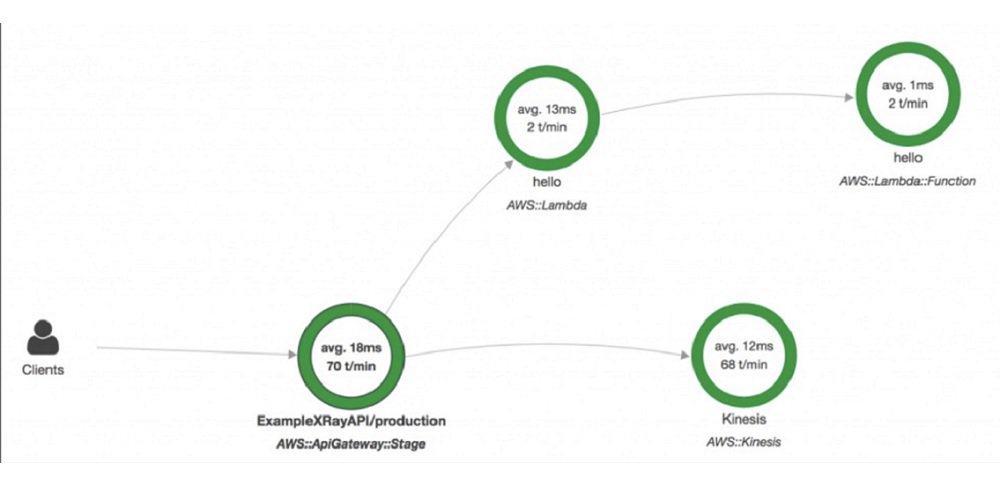 avg. 13ms
2 t/min
hello
AWS::Lambda
avg. 1ms
2 t/min
hello
AWS::Lambda::Function
Clients
avg. 18ms
70 t/min
ExampleXRayAPI/production
AWS::ApiGateway::Stage
avg. 12ms
68 t/min
Kinesis
AWS::Kinesis